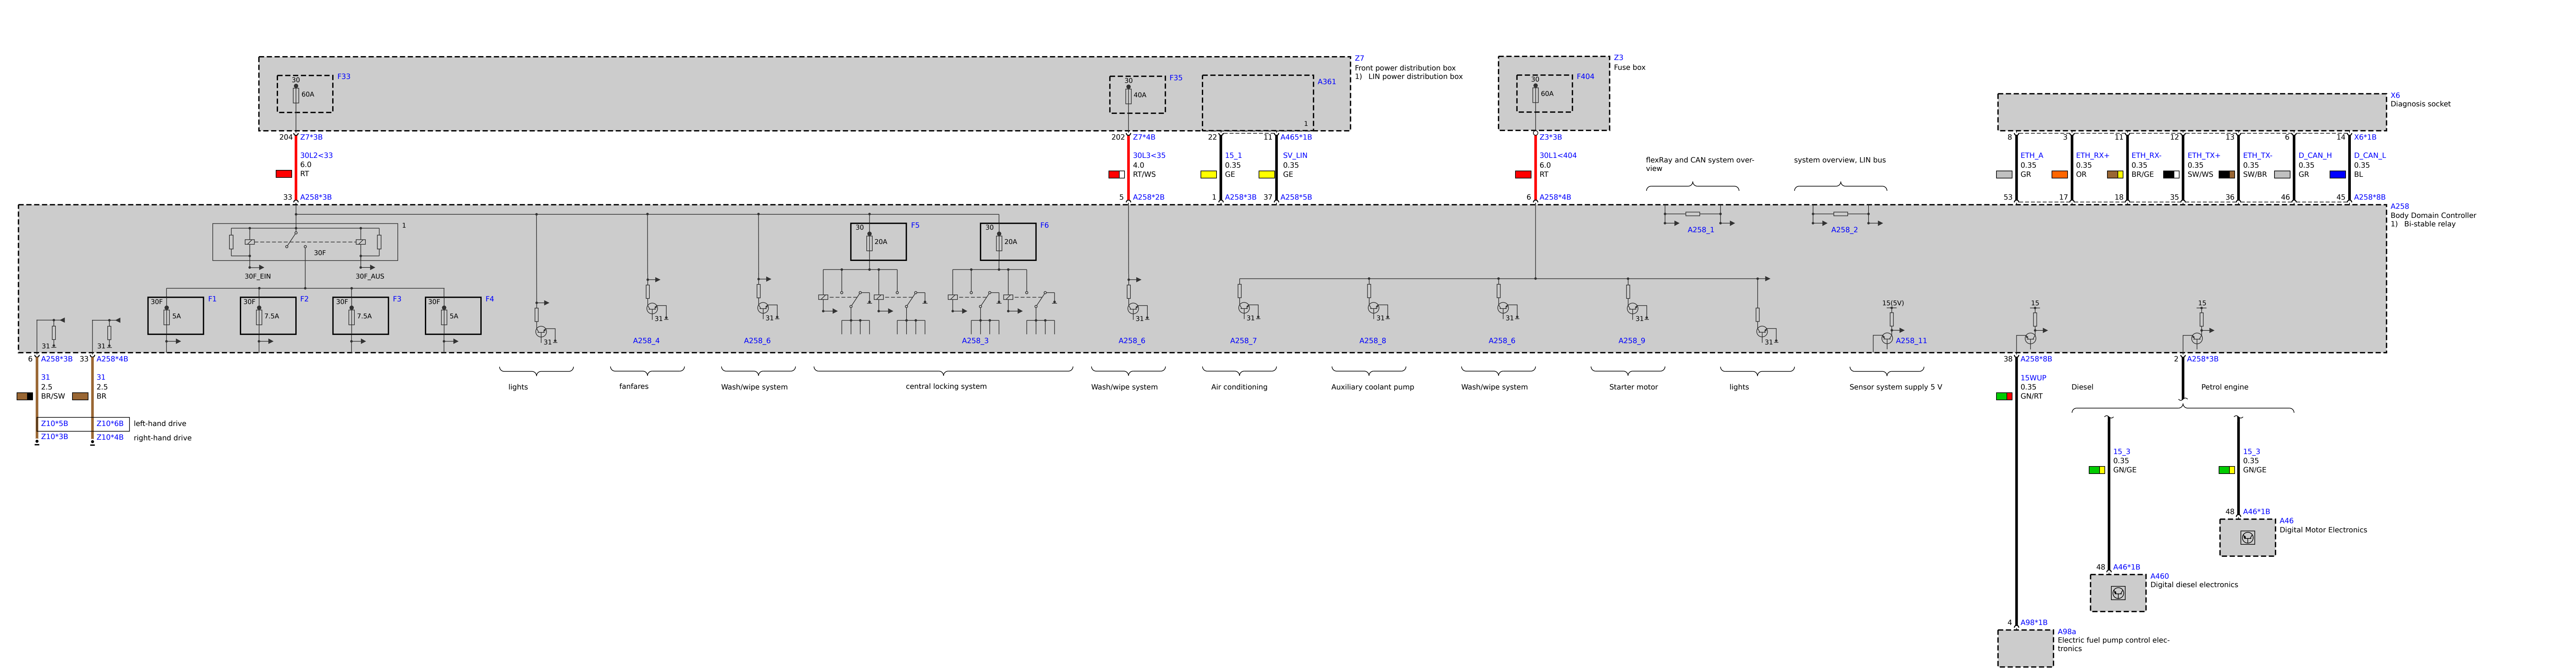 Z7
Front power distribution box
1) LIN power distribution box
30
F33
60A
30
F35
40A
A361
1
Z3
Fuse box
30
F404
60A
X6
Diagnosis socket
204 Z7*3B
30L2<33
6.0
RT
33 A258*3B
202 Z7*4B
30L3<35
4.0
RT/WS
5 A258*2B
22
15_1
0.35
GE
1 A258*3B
11 A465*1B
SV_LIN
0.35
GE
37 A258*5B
Z3*3B
30L1<404
6.0
RT
6 A258*4B
flexRay and CAN system over-
view
system overview, LIN bus
8
ETH_A
0.35
GR
53
3
ETH_RX+
0.35
OR
17
11
ETH_RX-
0.35
BR/GE
18
12
ETH_TX+
0.35
SW/WS
35
13
ETH_TX-
0.35
SW/BR
36
6
D_CAN_H
0.35
GR
46
14 X6*1B
D_CAN_L
0.35
BL
45 A258*8B
A258
Body Domain Controller
1) Bi-stable relay
1
30F
30F_EIN
30F_AUS
30
F5
20A
30
F6
20A
A258_1
A258_2
30F
F1
5A
30F
F2
7.5A
30F
F3
7.5A
30F
F4
5A
31
31
31
31
31
31
31
31
31
31
31
15(5V)
15
15
A258_4
A258_6
A258_3
A258_6
A258_7
A258_8
A258_6
A258_9
A258_11
6 A258*3B
31
2.5
BR/SW
33 A258*4B
31
2.5
BR
Z10*5B
Z10*6B
left-hand drive
Z10*3B
Z10*4B
right-hand drive
lights
fanfares
Wash/wipe system
central locking system
Wash/wipe system
Air conditioning
Auxiliary coolant pump
Wash/wipe system
Starter motor
lights
Sensor system supply 5 V
38 A258*8B
15WUP
0.35
GN/RT
2 A258*3B
Diesel
Petrol engine
15_3
0.35
GN/GE
15_3
0.35
GN/GE
48 A46*1B
A46
Digital Motor Electronics
48 A46*1B
A460
Digital diesel electronics
4 A98*1B
A98a
Electric fuel pump control elec-
tronics